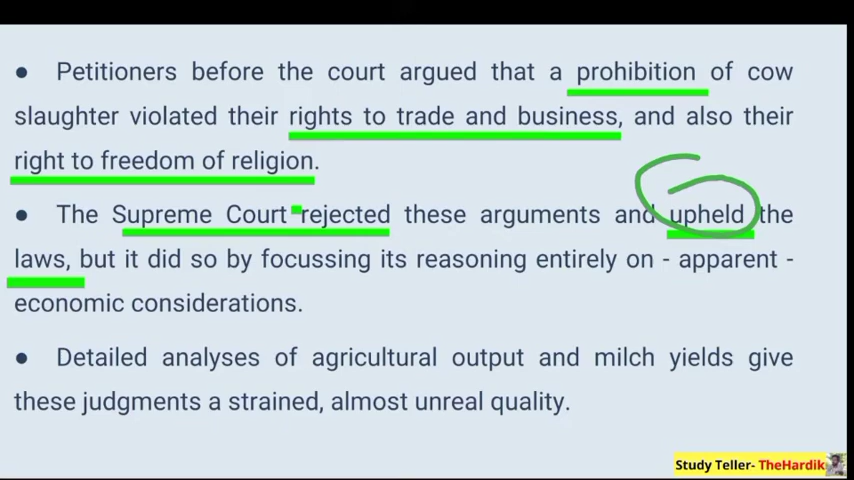 ● Petitioners before the court argued that a prohibition of cow
slaughter violated their rights to trade and business, and also their
right to freedom of religion.
● The Supreme Court rejected these arguments and upheld the
laws, but it did so by focussing its reasoning entirely on - apparent -
economic considerations.
● Detailed analyses of agricultural output and milch yields give
these judgments a strained, almost unreal quality.
Study Teller- TheHardik